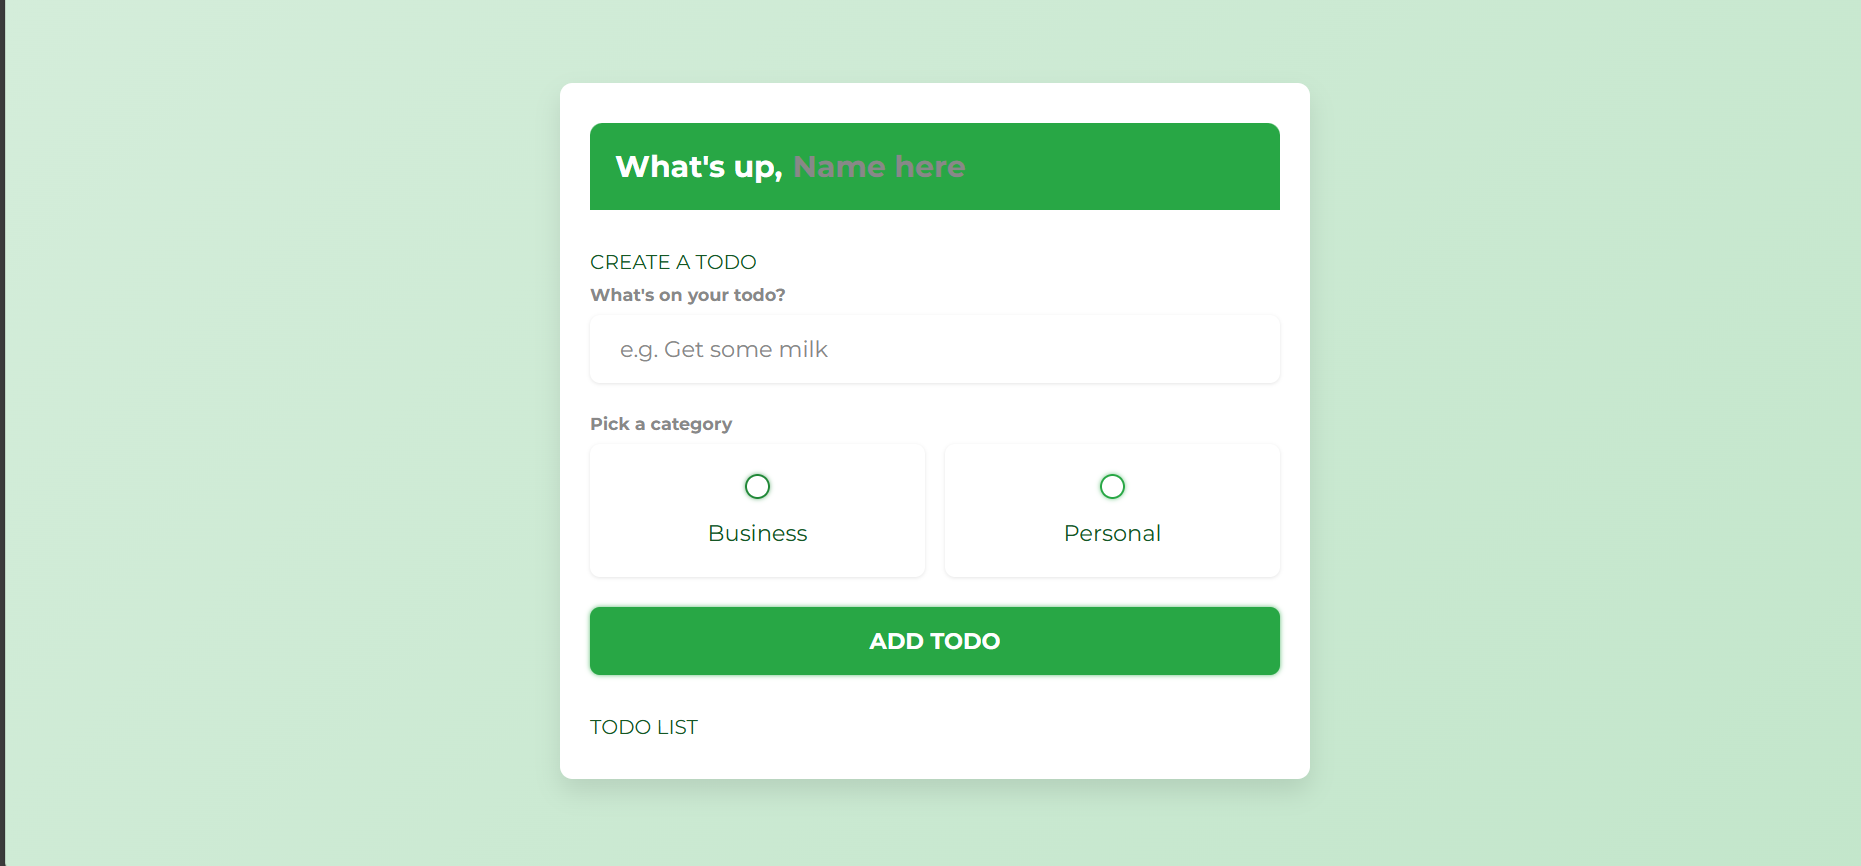 What's up, Name here
CREATE A TODO
What's on your todo?
e.g. Get some milk
Pick a category
Business
Personal
ADD TODO
TODO LIST